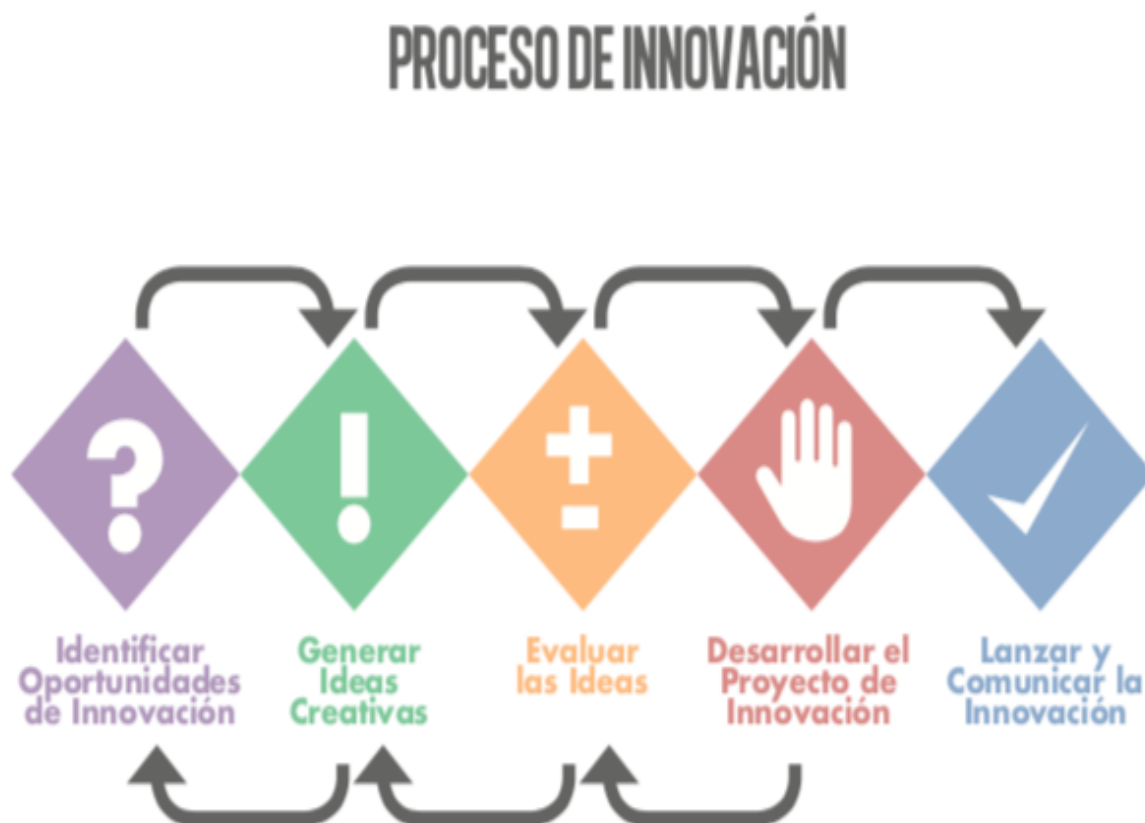 PROCESO DE INNOVACIÓN
?
!
±
Identificar
Oportunidades
de Innovación
Generar
Ideas
Creativas
Evaluar
las Ideas
Desarrollar el
Proyecto de
Innovación
Lanzar y
Comunicar la
Innovación